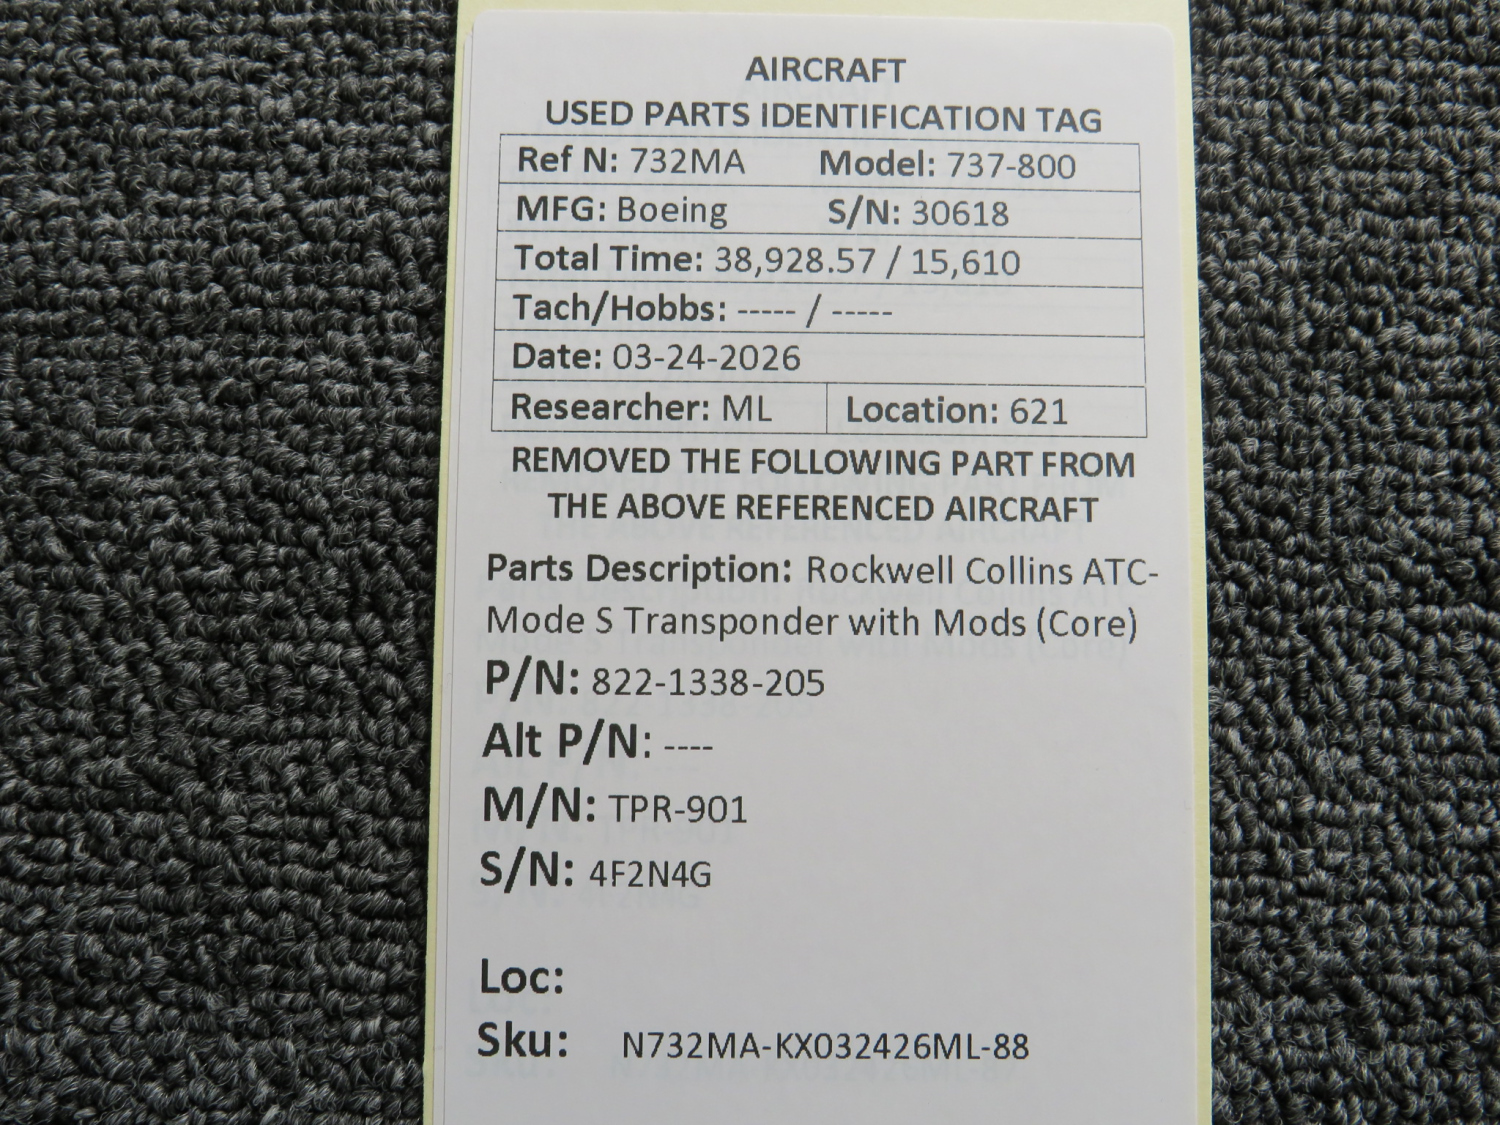 AIRCRAFT
USED PARTS IDENTIFICATION TAG
Ref N: 732MA Model: 737-800
MFG: Boeing S/N: 30618
Total Time: 38,928.57 / 15,610
Tach/Hobbs: ----- / -----
Date: 03-24-2026
Researcher: ML Location: 621
REMOVED THE FOLLOWING PART FROM
THE ABOVE REFERENCED AIRCRAFT
Parts Description: Rockwell Collins ATC-
Mode S Transponder with Mods (Core)
P/N: 822-1338-205
Alt P/N: ----
M/N: TPR-901
S/N: 4F2N4G
Loc:
Sku: N732MA-KX032426ML-88